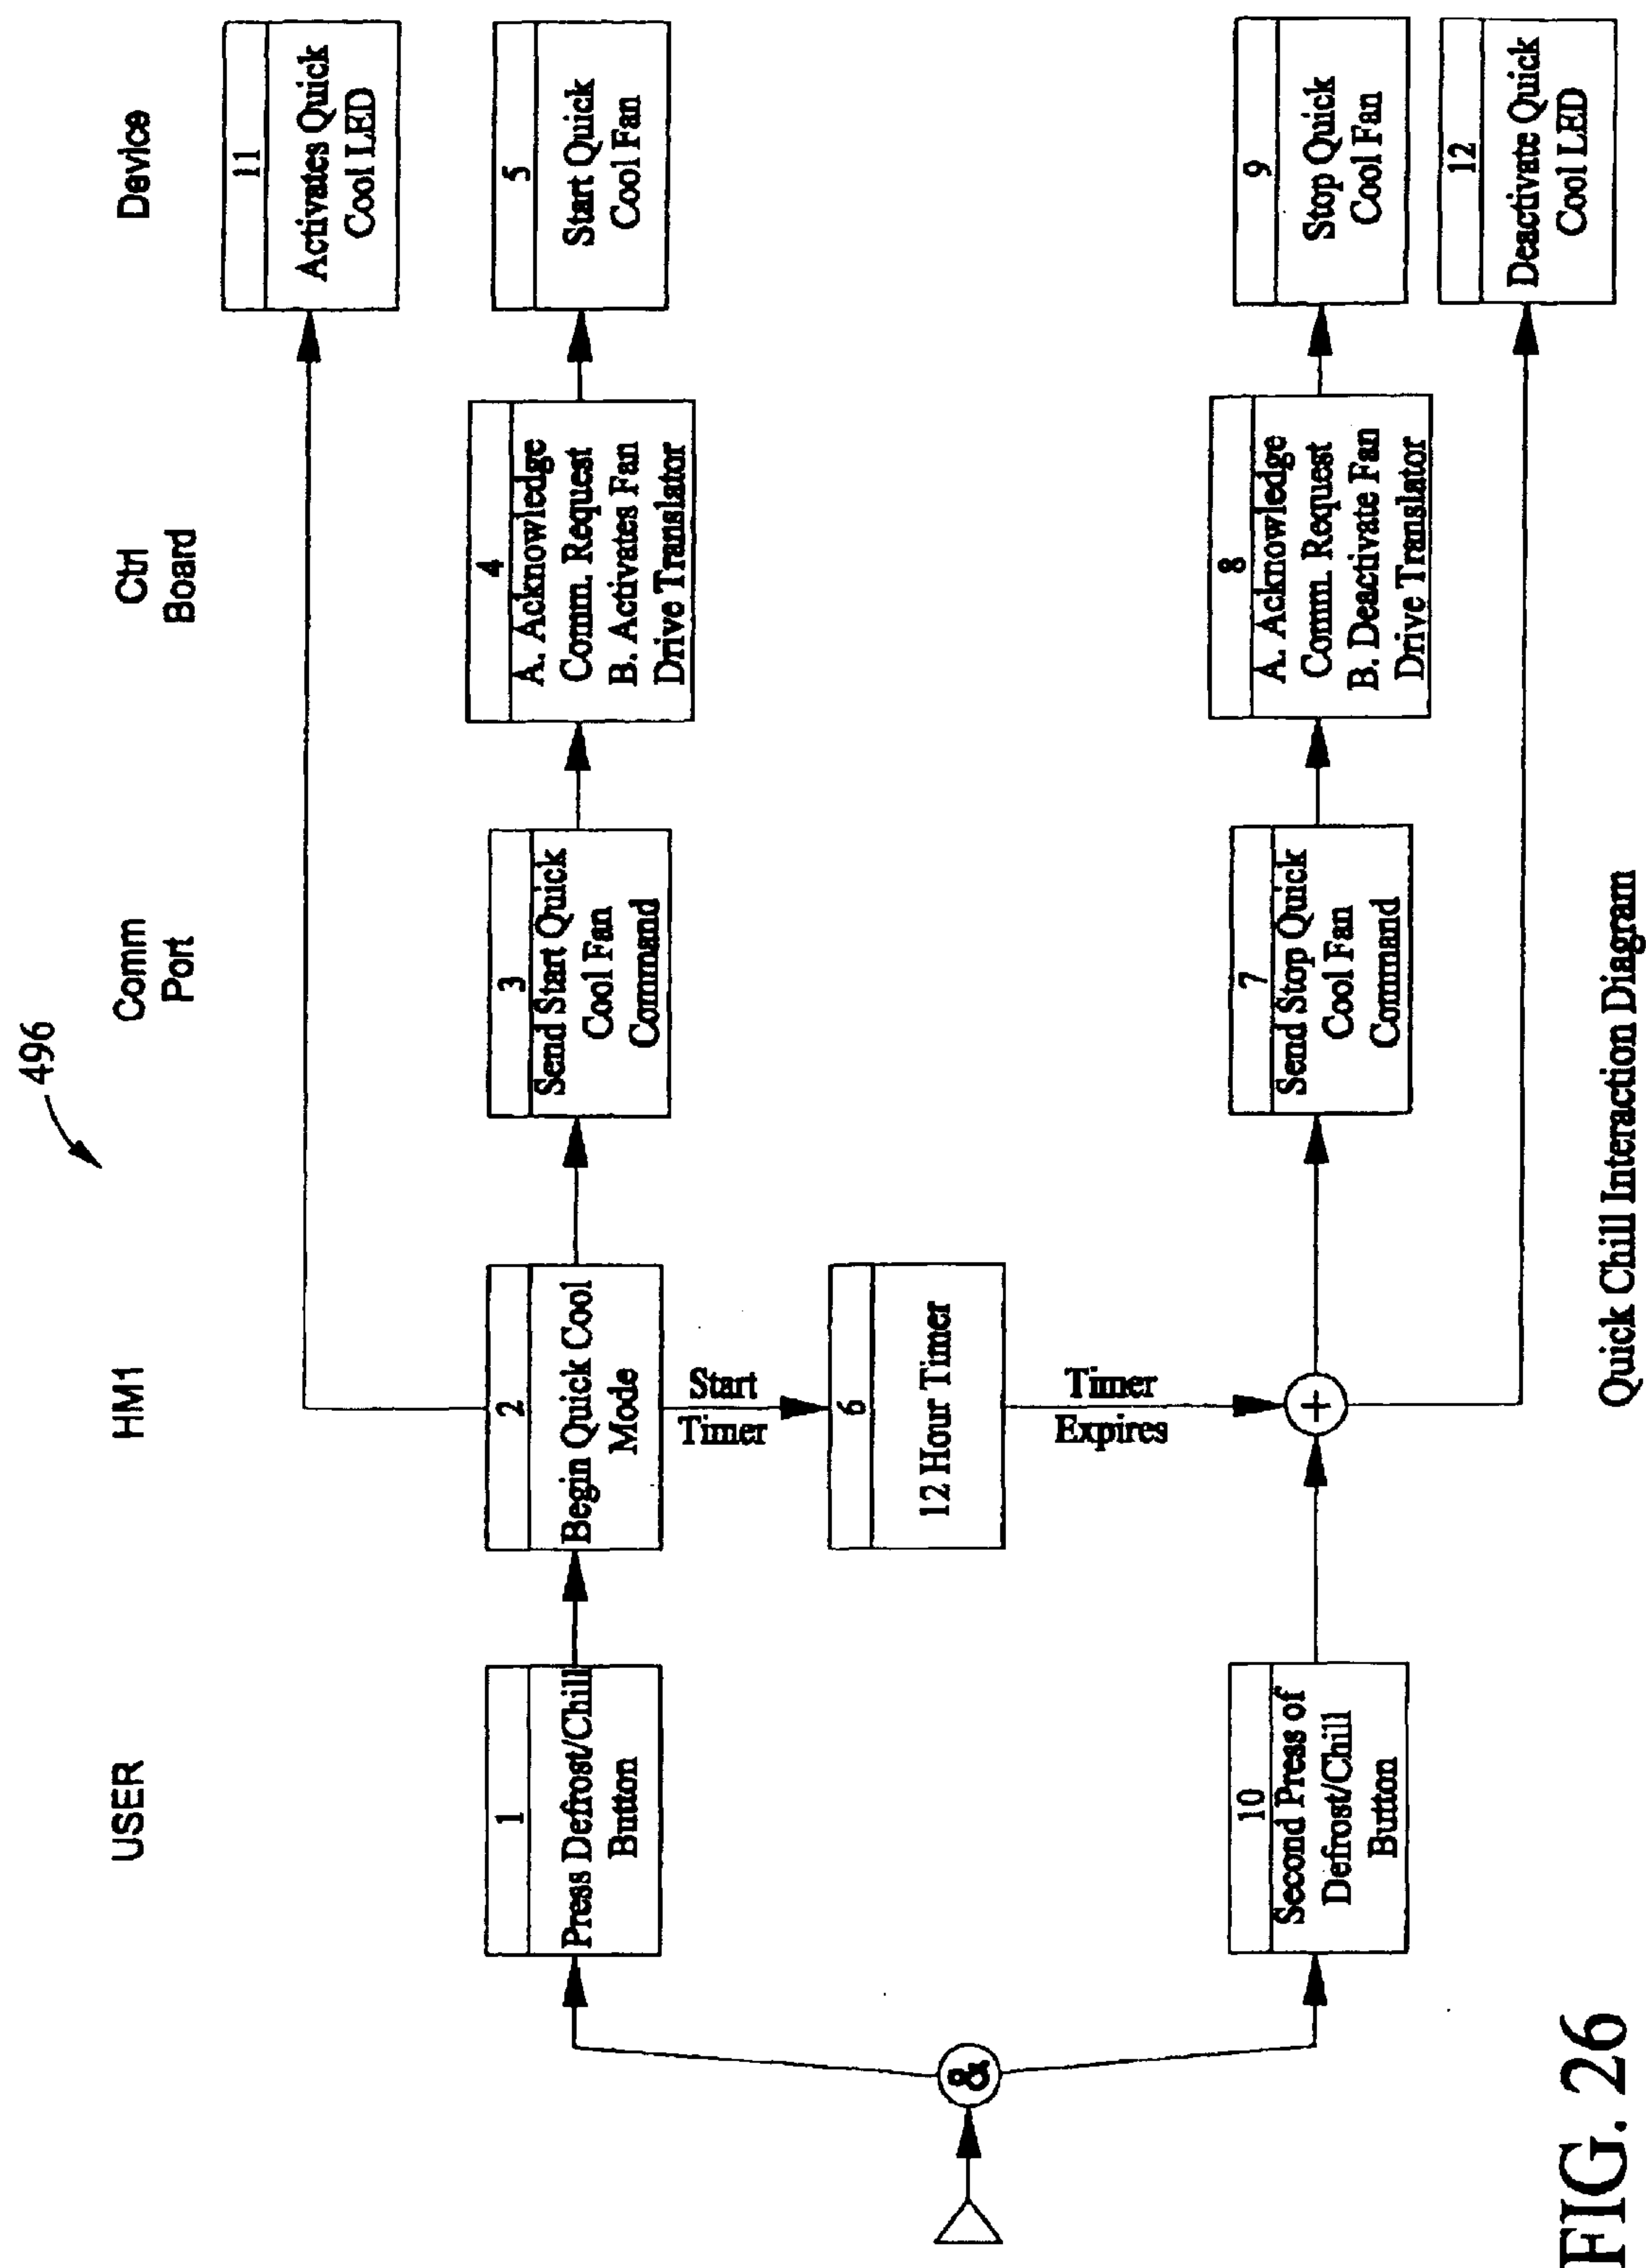 496
USER
HM1
Comm
Port
Ctrl
Board
Device
11
Activates Quick
Cool LED
1
Press Defrost/Chill
Button
2
Begin Quick Cool
Mode
3
Send Start Quick
Cool Fan
Command
4
A. Acknowledge
Comm. Request
B. Activates Fan
Drive Translator
5
Start Quick
Cool Fan
Start
Timer
6
12 Hour Timer
Timer
Expires
&
+
10
Second Press of
Defrost/Chill
Button
7
Send Stop Quick
Cool Fan
Command
8
A. Acknowledge
Comm. Request
B. Deactivate Fan
Drive Translator
9
Stop Quick
Cool Fan
12
Deactivate Quick
Cool LED
Quick Chill Interaction Diagram
FIG. 26